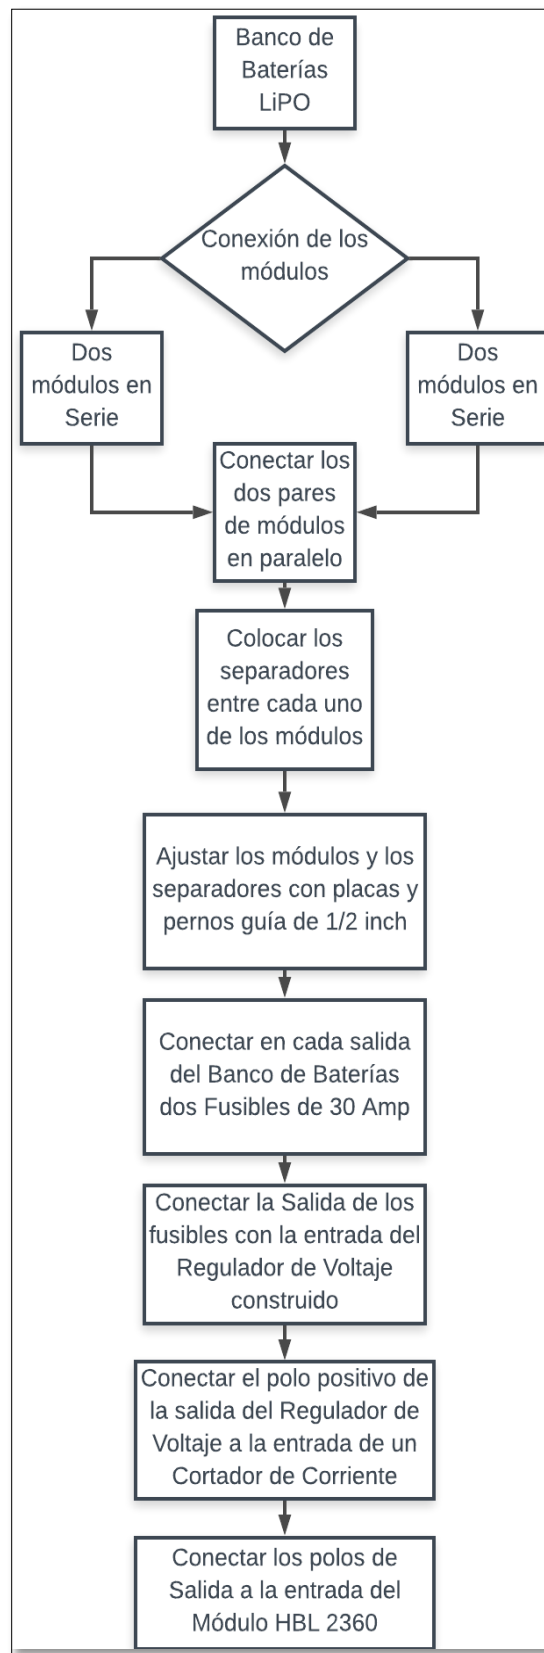 Banco de
Baterías
LiPO
Conexión de los
módulos
Dos
módulos en
Serie
Dos
módulos en
Serie
Conectar los
dos pares
de módulos
en paralelo
Colocar los
separadores
entre cada uno
de los módulos
Ajustar los módulos y los
separadores con placas y
pernos guía de 1/2 inch
Conectar en cada salida
del Banco de Baterías
dos Fusibles de 30 Amp
Conectar la Salida de los
fusibles con la entrada del
Regulador de Voltaje
construido
Conectar el polo positivo de
la salida del Regulador de
Voltaje a la entrada de un
Cortador de Corriente
Conectar los polos de
Salida a la entrada del
Módulo HBL 2360